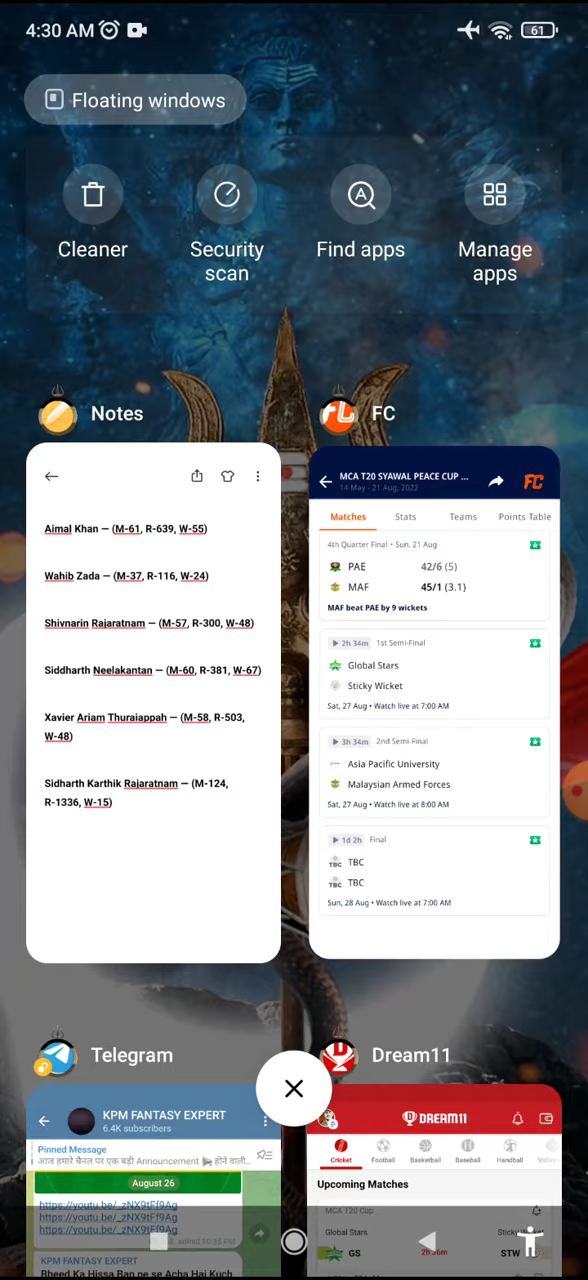 4:30 AM
61
Floating windows
Cleaner
Security scan
Find apps
Manage apps
Notes
Aimal Khan – (M-61, R-639, W-55)
Wahib Zada – (M-37, R-116, W-24)
Shivnarin Rajaratnam – (M-57, R-300, W-48)
Siddharth Neelakantan – (M-60, R-381, W-67)
Xavier Ariam Thuraiappah – (M-58, R-503,
W-48)
Sidharth Karthik Rajaratnam – (M-124,
R-1336, W-15)
FC
MCA T20 SYAWAL PEACE CUP ...
14 May - 21 Aug, 2022
FC
Matches Stats Teams Points Table
4th Quarter Final • Sun, 21 Aug
PAE 42/6 (5)
MAF 45/1 (3.1)
MAF beat PAE by 9 wickets
2h 34m 1st Semi-Final
Global Stars
Sticky Wicket
Sat, 27 Aug • Watch live at 7:00 AM
3h 34m 2nd Semi-Final
Asia Pacific University
Malaysian Armed Forces
Sat, 27 Aug • Watch live at 8:00 AM
1d 2h Final
TBC TBC
TBC TBC
Sun, 28 Aug • Watch live at 7:00 AM
Telegram
KPM FANTASY EXPERT
6.4K subscribers
Pinned Message
आज हमारे चैनल पर एक बड़ी Announcement होने वाली...
August 26
https://youtu.be/_zNX9tFf9Ag
https://youtu.be/_zNX9tFf9Ag
https://youtu.be/_zNX9tFf9Ag
edited 10:35 PM
KPM FANTASY EXPERT
Bheed Ka Hissa Ban ne se Acha Hai Kuch
Dream11
DREAM11
Cricket Football Basketball Baseball Handball Volley
Upcoming Matches
MCA T20 Cup
Global Stars Sticky
GS 2h 36m STW